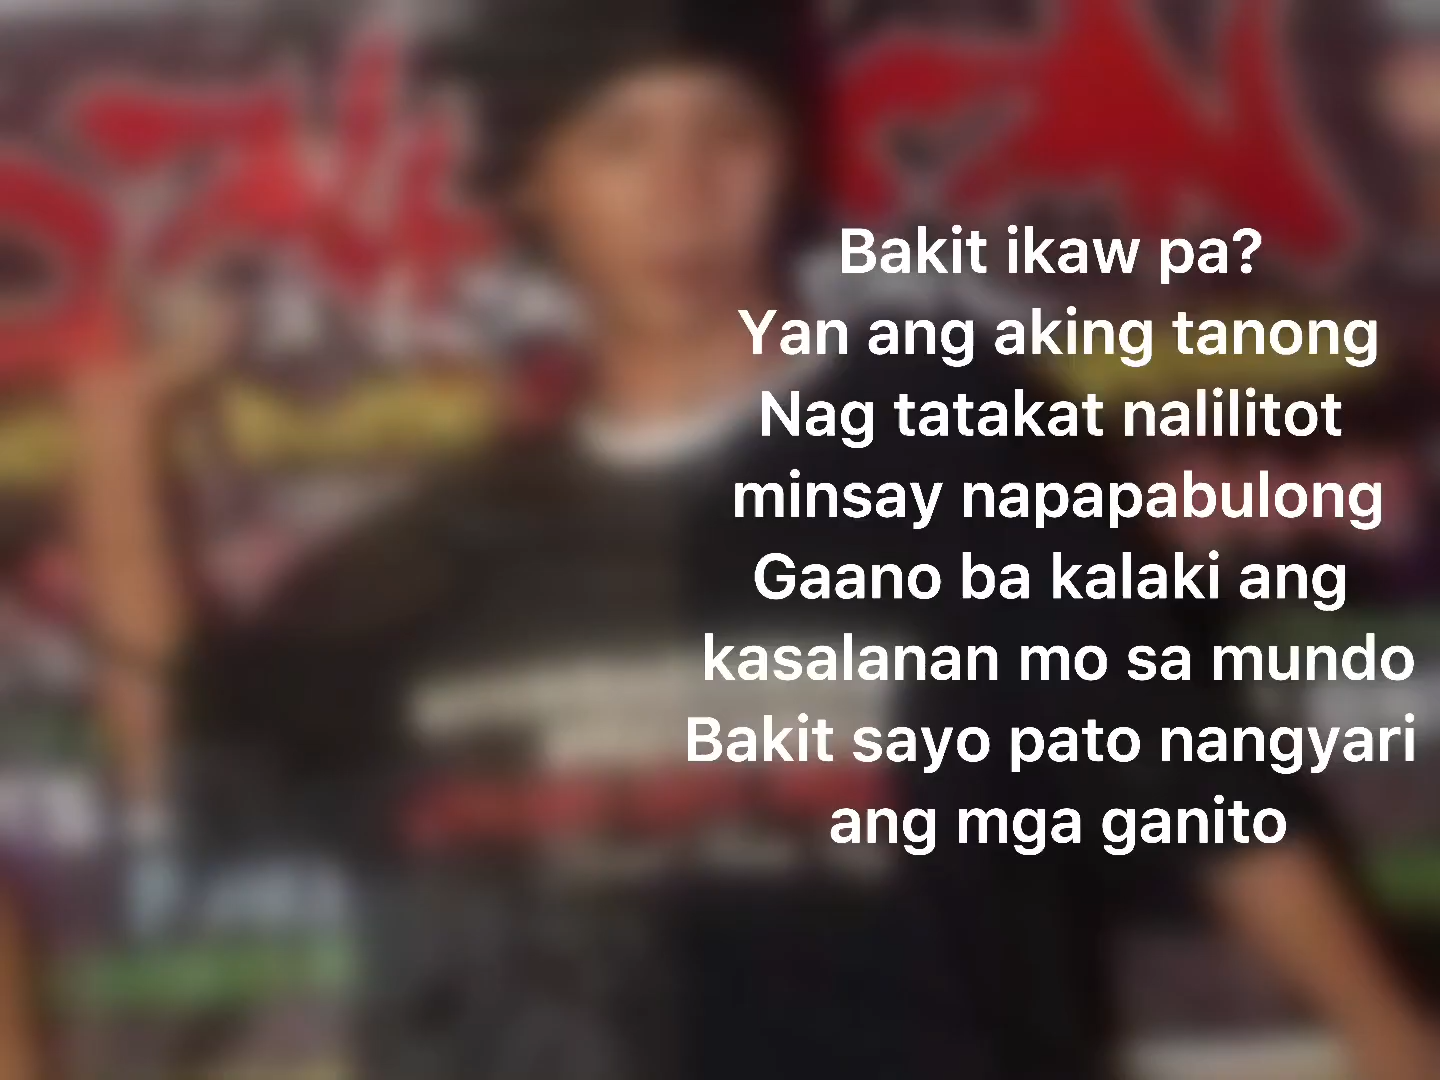 Bakit ikaw pa?
Yan ang aking tanong
Nag tatakat nalilitot
minsay napapabulong
Gaano ba kalaki ang
kasalanan mo sa mundo
Bakit sayo pato nangyari
ang mga ganito